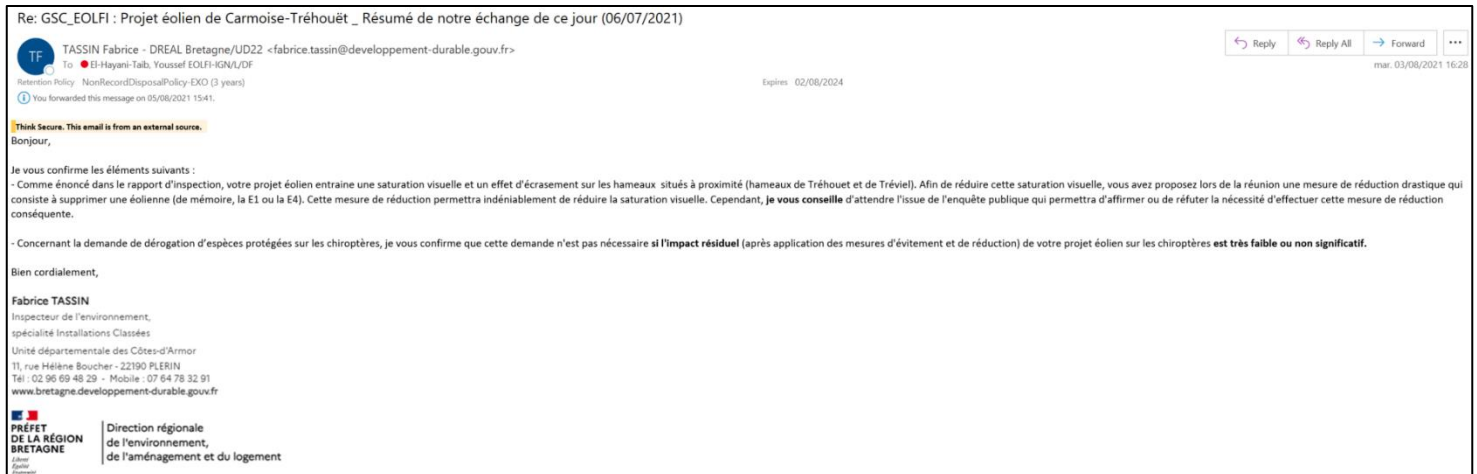 Re: GSC_EOLFI : Projet éolien de Carmoise-Tréhouët _ Résumé de notre échange de ce jour (06/07/2021)
TF
TASSIN Fabrice - DREAL Bretagne/UD22 <fabrice.tassin@developpement-durable.gouv.fr>
To El-Hayani-Taib, Youssef EOLFI-IGN/L/DF
Reply Reply All Forward ...
mar. 03/08/2021 16:28
Retention Policy NonRecordDisposalPolicy-EXO (3 years) Expires 02/08/2024
You forwarded this message on 05/08/2021 15:41.
Think Secure. This email is from an external source.
Bonjour,
Je vous confirme les éléments suivants :
- Comme énoncé dans le rapport d'inspection, votre projet éolien entraine une saturation visuelle et un effet d'écrasement sur les hameaux situés à proximité (hameaux de Tréhouet et de Tréviel). Afin de réduire cette saturation visuelle, vous avez proposez lors de la réunion une mesure de réduction drastique qui
consiste à supprimer une éolienne (de mémoire, la E1 ou la E4). Cette mesure de réduction permettra indéniablement de réduire la saturation visuelle. Cependant, je vous conseille d'attendre l'issue de l'enquête publique qui permettra d'affirmer ou de réfuter la nécessité d'effectuer cette mesure de réduction
conséquente.
- Concernant la demande de dérogation d'espèces protégées sur les chiroptères, je vous confirme que cette demande n'est pas nécessaire si l'impact résiduel (après application des mesures d'évitement et de réduction) de votre projet éolien sur les chiroptères est très faible ou non significatif.
Bien cordialement,
Fabrice TASSIN
Inspecteur de l'environnement,
spécialité Installations Classées
Unité départementale des Côtes-d'Armor
11, rue Hélène Boucher - 22190 PLERIN
Tél : 02 96 69 48 29 - Mobile : 07 64 78 32 91
www.bretagne.developpement-durable.gouv.fr
PRÉFET
DE LA RÉGION
BRETAGNE
Liberté
Égalité
Fraternité
Direction régionale
de l'environnement,
de l'aménagement et du logement